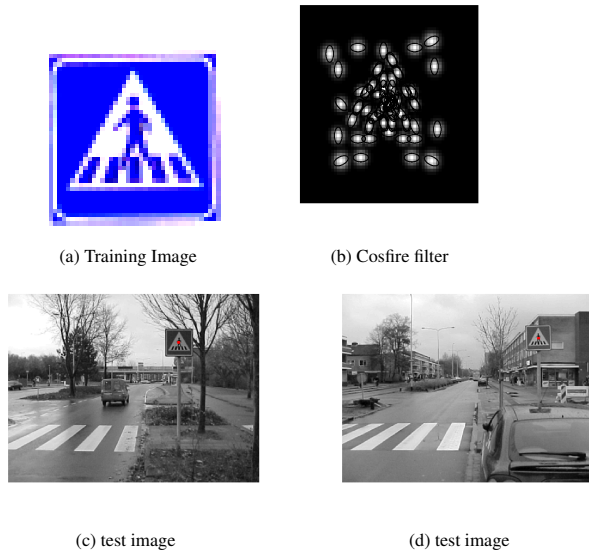 (a) Training Image
(b) Cosfire filter
(c) test image
(d) test image